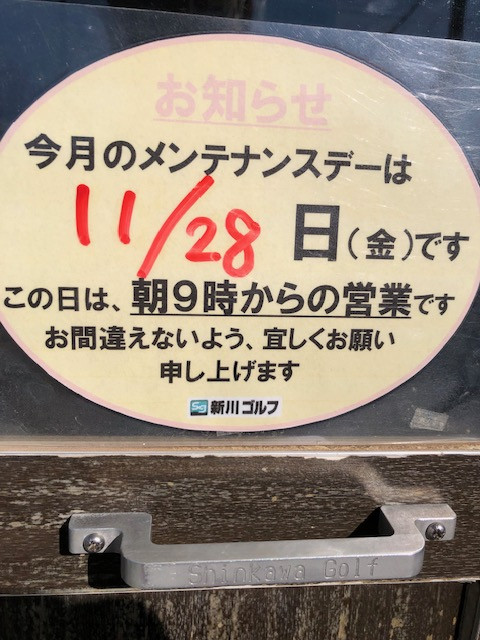 お知らせ
今月のメンテナンスデーは
11/28 日(金)です
この日は、朝9時からの営業です
お間違えないよう、宜しくお願い
申し上げます
SG 新川ゴルフ
Shinkawa Golf